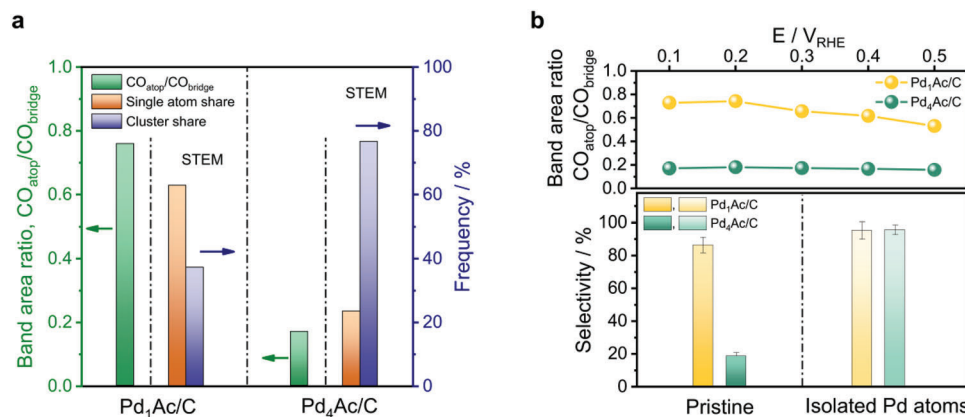 a
Band area ratio, CO_atop/CO_bridge
1.0
0.8
0.6
0.4
0.2
0.0
CO_atop/CO_bridge
Single atom share
Cluster share
STEM
STEM
100
80
60
40
20
0
Frequency / %
Pd₁Ac/C
Pd₄Ac/C
b
E / V_RHE
0.1 0.2 0.3 0.4 0.5
Band area ratio
CO_atop/CO_bridge
1.0
0.8
0.6
0.4
0.2
0.0
Pd₁Ac/C
Pd₄Ac/C
Selectivity / %
100
80
60
40
20
0
, Pd₁Ac/C
, Pd₄Ac/C
Pristine
Isolated Pd atoms